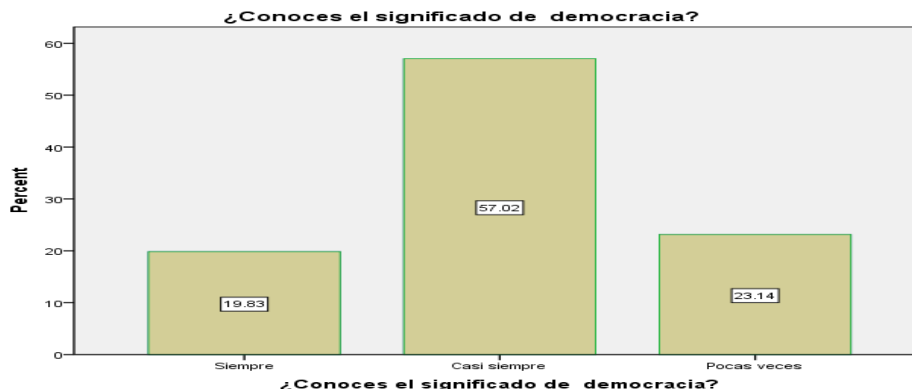 ¿Conoces el significado de democracia?
Percent
60
50
40
30
20
10
0
19.83
57.02
23.14
Siempre
Casi siempre
Pocas veces
¿Conoces el significado de democracia?